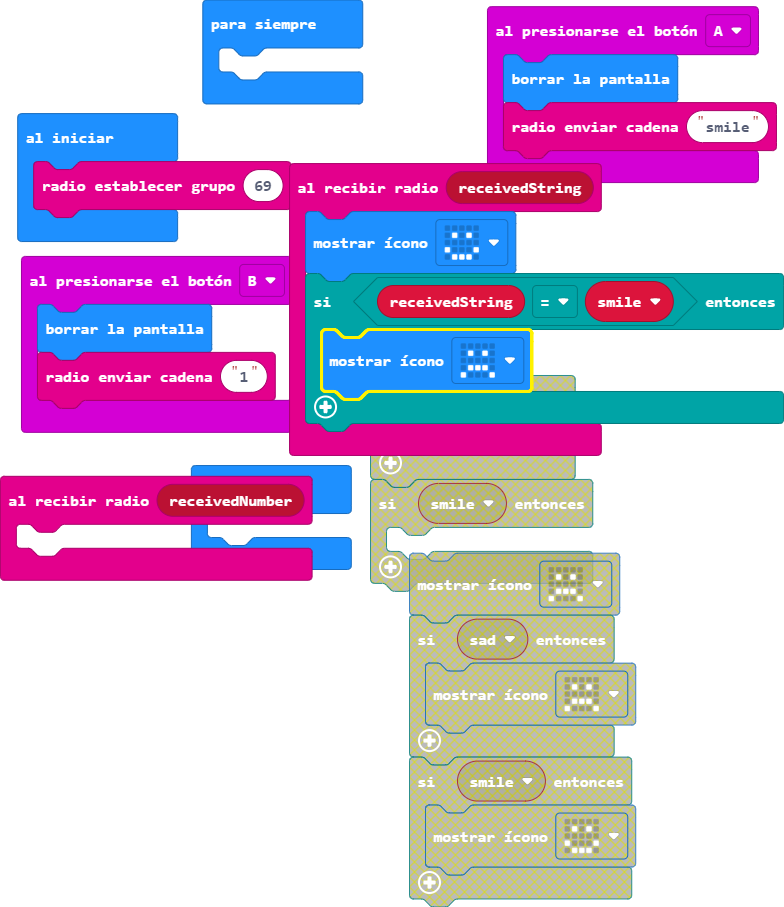 para siempre
al presionarse el botón A
borrar la pantalla
radio enviar cadena "smile"
al iniciar
radio establecer grupo 69
al recibir radio receivedString
mostrar ícono
si receivedString = smile entonces
mostrar ícono
al presionarse el botón B
borrar la pantalla
radio enviar cadena "1"
al recibir radio receivedNumber
si smile entonces
mostrar ícono
si sad entonces
mostrar ícono
si smile entonces
mostrar ícono